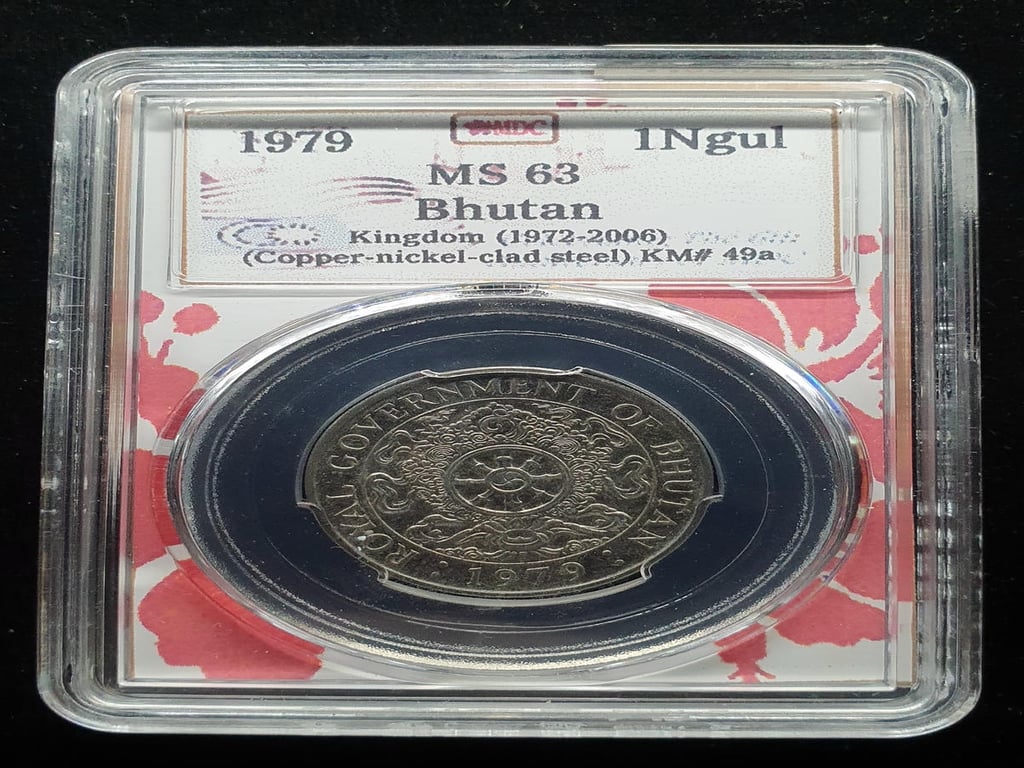 1979 MDC 1Ngul
MS 63
Bhutan
Kingdom (1972-2006)
(Copper-nickel-clad steel) KM# 49a
ROYAL GOVERNMENT OF BHUTAN
· 1979 ·